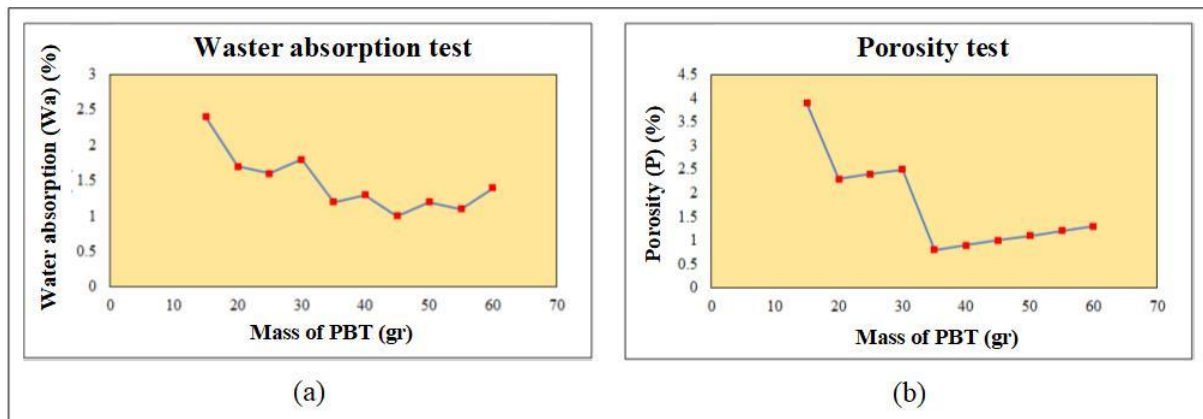 Waster absorption test
Water absorption (Wa) (%)
3
2.5
2
1.5
1
0.5
0
0 10 20 30 40 50 60 70
Mass of PBT (gr)
(a)
Porosity test
Porosity (P) (%)
4.5
4
3.5
3
2.5
2
1.5
1
0.5
0
0 10 20 30 40 50 60 70
Mass of PBT (gr)
(b)